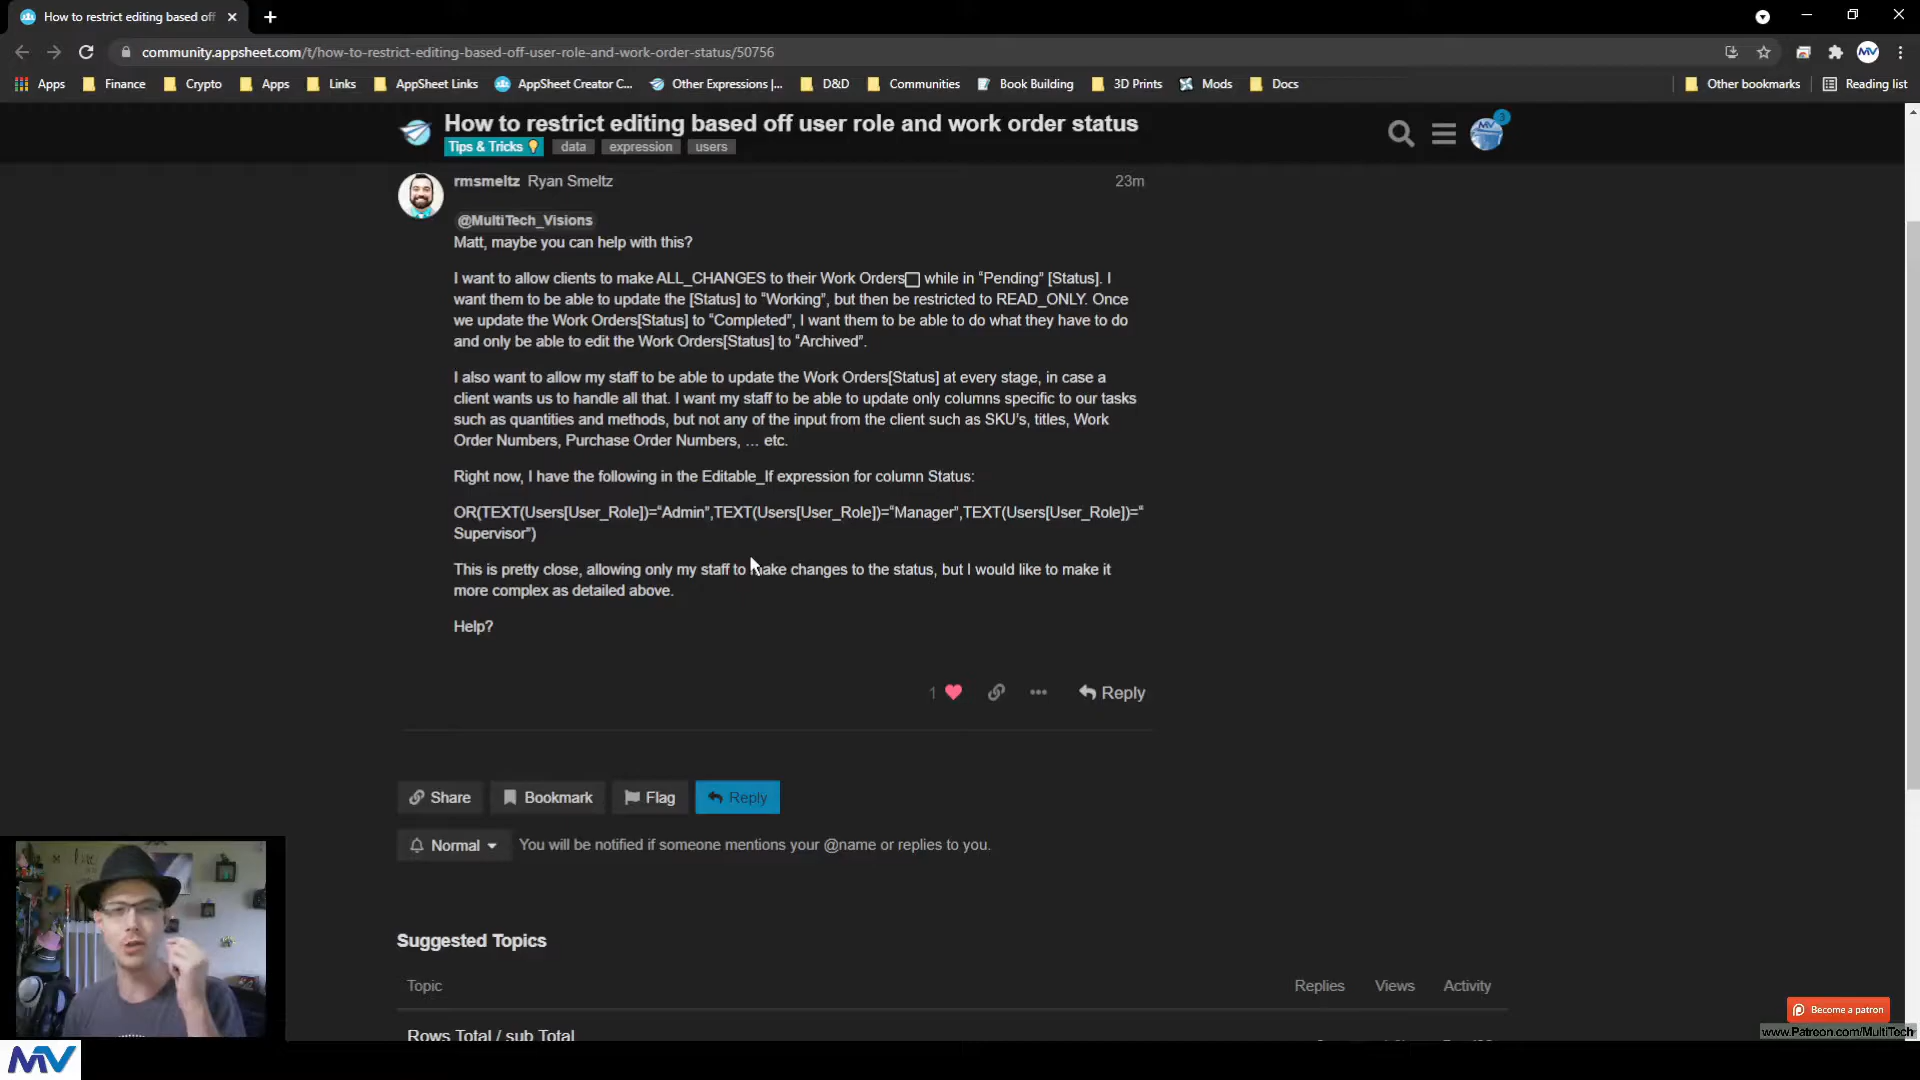 How to restrict editing based off
community.appsheet.com/t/how-to-restrict-editing-based-off-user-role-and-work-order-status/50756
MV
Apps
Finance
Crypto
Apps
Links
AppSheet Links
AppSheet Creator C...
Other Expressions |...
D&D
Communities
Book Building
3D Prints
Mods
Docs
Other bookmarks
Reading list
How to restrict editing based off user role and work order status
Tips & Tricks
data
expression
users
3
rmsmeltz Ryan Smeltz
23m
@MultiTech_Visions
Matt, maybe you can help with this?
I want to allow clients to make ALL_CHANGES to their Work Orders while in “Pending” [Status]. I
want them to be able to update the [Status] to “Working”, but then be restricted to READ_ONLY. Once
we update the Work Orders[Status] to “Completed”, I want them to be able to do what they have to do
and only be able to edit the Work Orders[Status] to “Archived”.
I also want to allow my staff to be able to update the Work Orders[Status] at every stage, in case a
client wants us to handle all that. I want my staff to be able to update only columns specific to our tasks
such as quantities and methods, but not any of the input from the client such as SKU’s, titles, Work
Order Numbers, Purchase Order Numbers, … etc.
Right now, I have the following in the Editable_If expression for column Status:
OR(TEXT(Users[User_Role])=“Admin”,TEXT(Users[User_Role])=“Manager”,TEXT(Users[User_Role])=“
Supervisor”)
This is pretty close, allowing only my staff to make changes to the status, but I would like to make it
more complex as detailed above.
Help?
1
Reply
Share
Bookmark
Flag
Reply
Normal
You will be notified if someone mentions your @name or replies to you.
Suggested Topics
Topic
Replies
Views
Activity
Rows Total / sub Total
Become a patron
www.Patreon.com/MultiTech
MV